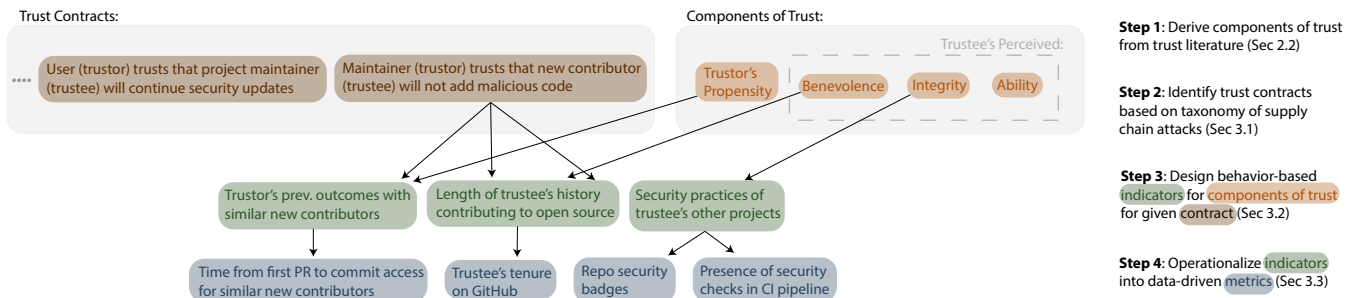 Trust Contracts:
Components of Trust:
Trustee's Perceived:
....
User (trustor) trusts that project maintainer
(trustee) will continue security updates
Maintainer (trustor) trusts that new contributor
(trustee) will not add malicious code
Trustor's
Propensity
Benevolence
Integrity
Ability
Trustor's prev. outcomes with
similar new contributors
Length of trustee's history
contributing to open source
Security practices of
trustee's other projects
Time from first PR to commit access
for similar new contributors
Trustee's tenure
on GitHub
Repo security
badges
Presence of security
checks in CI pipeline
Step 1: Derive components of trust
from trust literature (Sec 2.2)
Step 2: Identify trust contracts
based on taxonomy of supply
chain attacks (Sec 3.1)
Step 3: Design behavior-based
indicators for components of trust
for given contract (Sec 3.2)
Step 4: Operationalize indicators
into data-driven metrics (Sec 3.3)